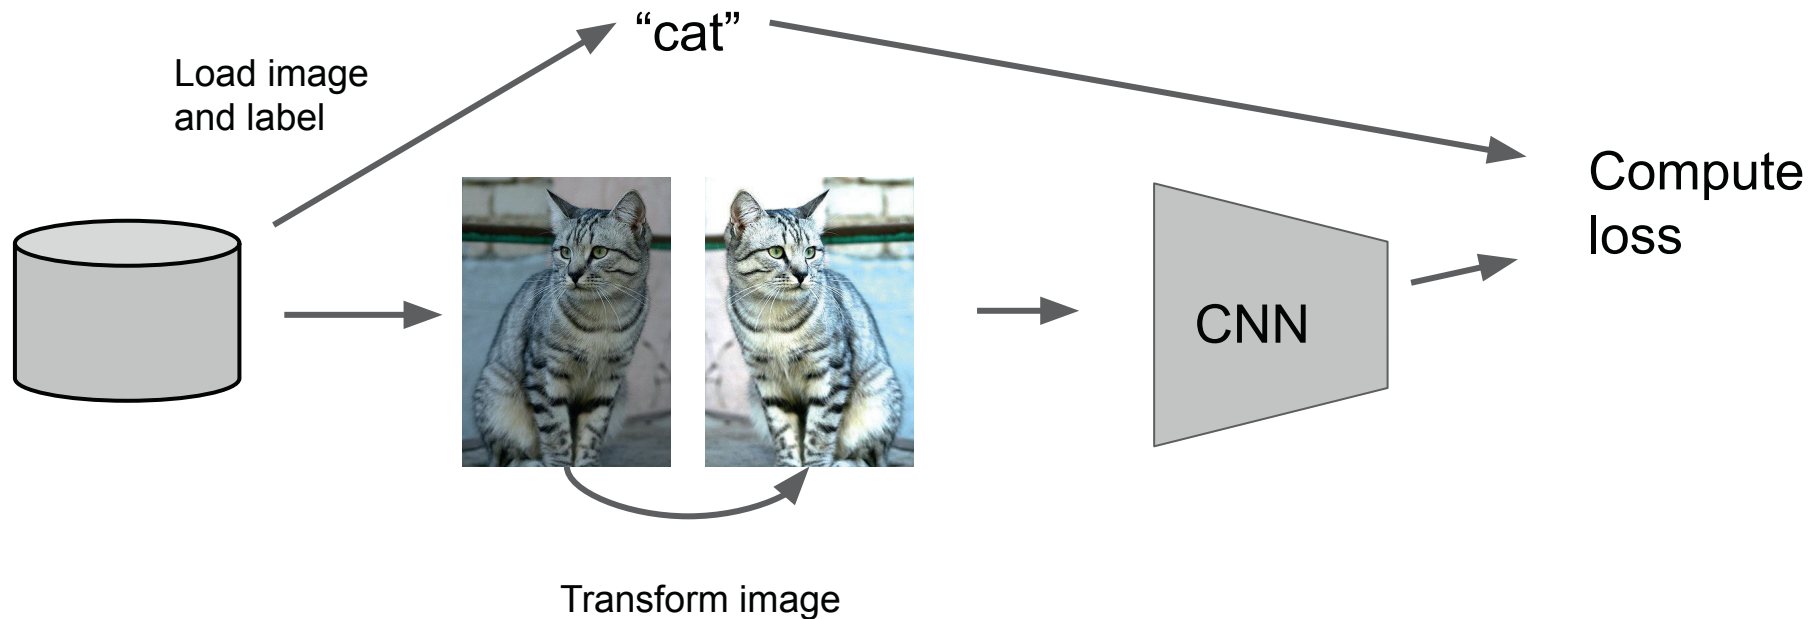 “cat”
Load image
and label
Compute
loss
CNN
Transform image